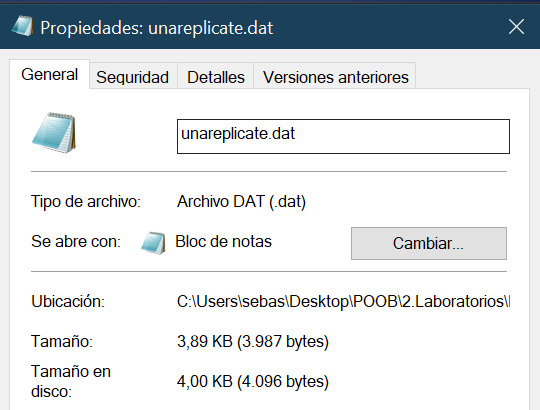 Propiedades: unareplicate.dat
General Seguridad Detalles Versiones anteriores
unareplicate.dat
Tipo de archivo: Archivo DAT (.dat)
Se abre con: Bloc de notas Cambiar...
Ubicación: C:\Users\sebas\Desktop\POOB\2.Laboratorios\
Tamaño: 3,89 KB (3.987 bytes)
Tamaño en
disco: 4,00 KB (4.096 bytes)